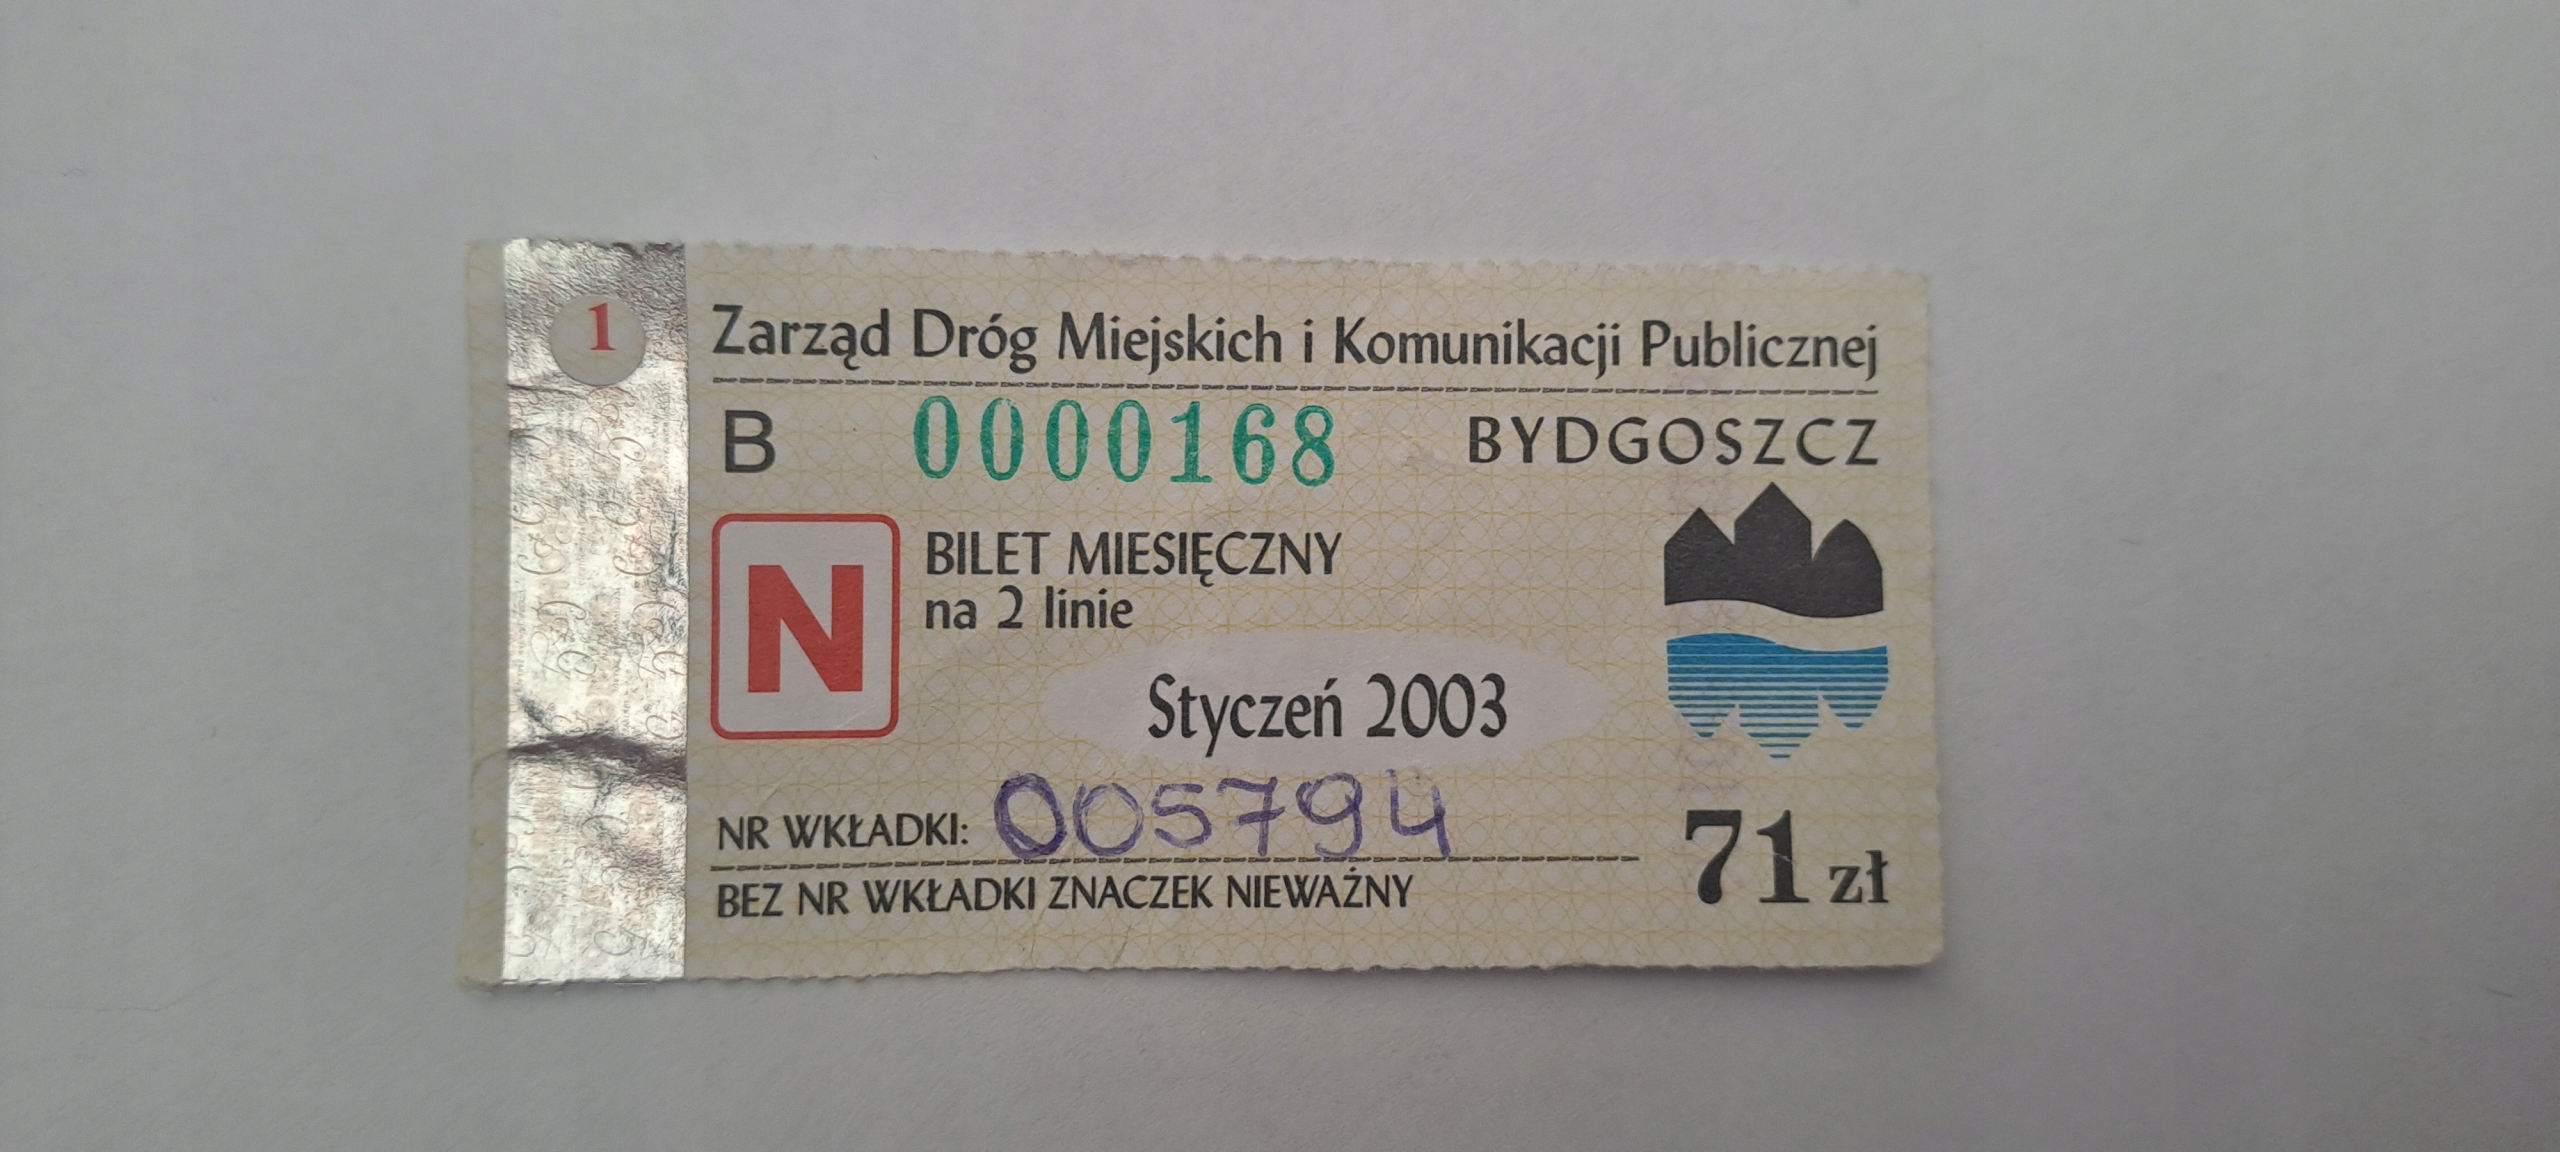 1
Zarząd Dróg Miejskich i Komunikacji Publicznej
B 0000168 BYDGOSZCZ
N
BILET MIESIĘCZNY
na 2 linie
Styczeń 2003
NR WKŁADKI: 005794
71 zł
BEZ NR WKŁADKI ZNACZEK NIEWAŻNY